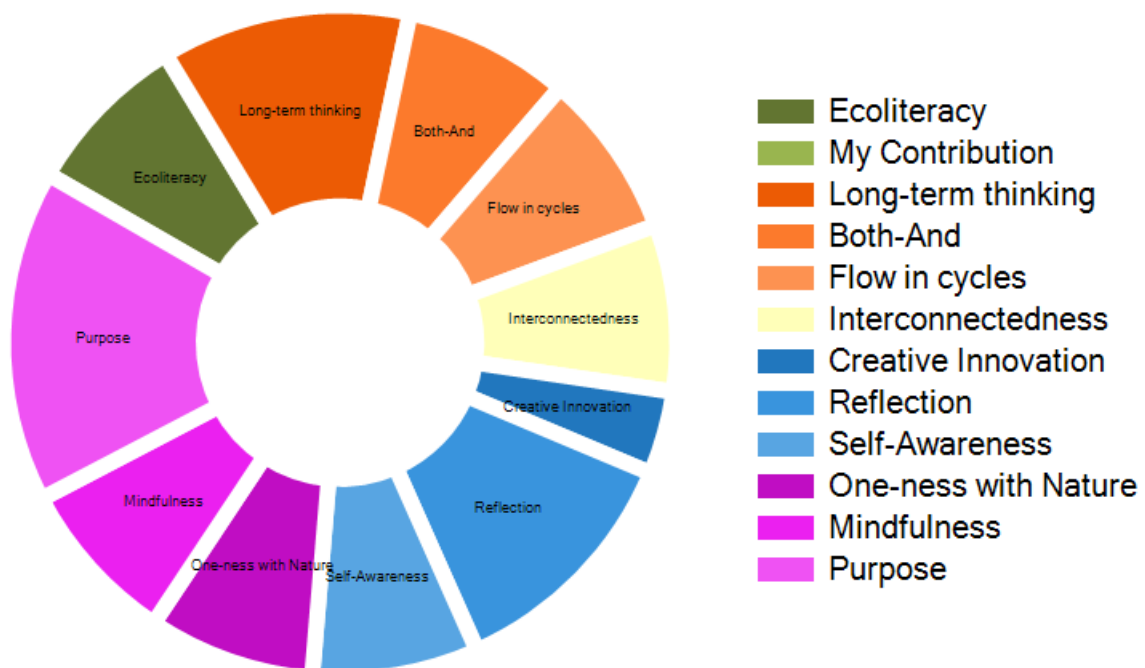 Long-term thinking
Both-And
Ecoliteracy
Flow in cycles
Interconnectedness
Purpose
Creative Innovation
Mindfulness
Reflection
One-ness with Nature
Self-Awareness
Ecoliteracy
My Contribution
Long-term thinking
Both-And
Flow in cycles
Interconnectedness
Creative Innovation
Reflection
Self-Awareness
One-ness with Nature
Mindfulness
Purpose